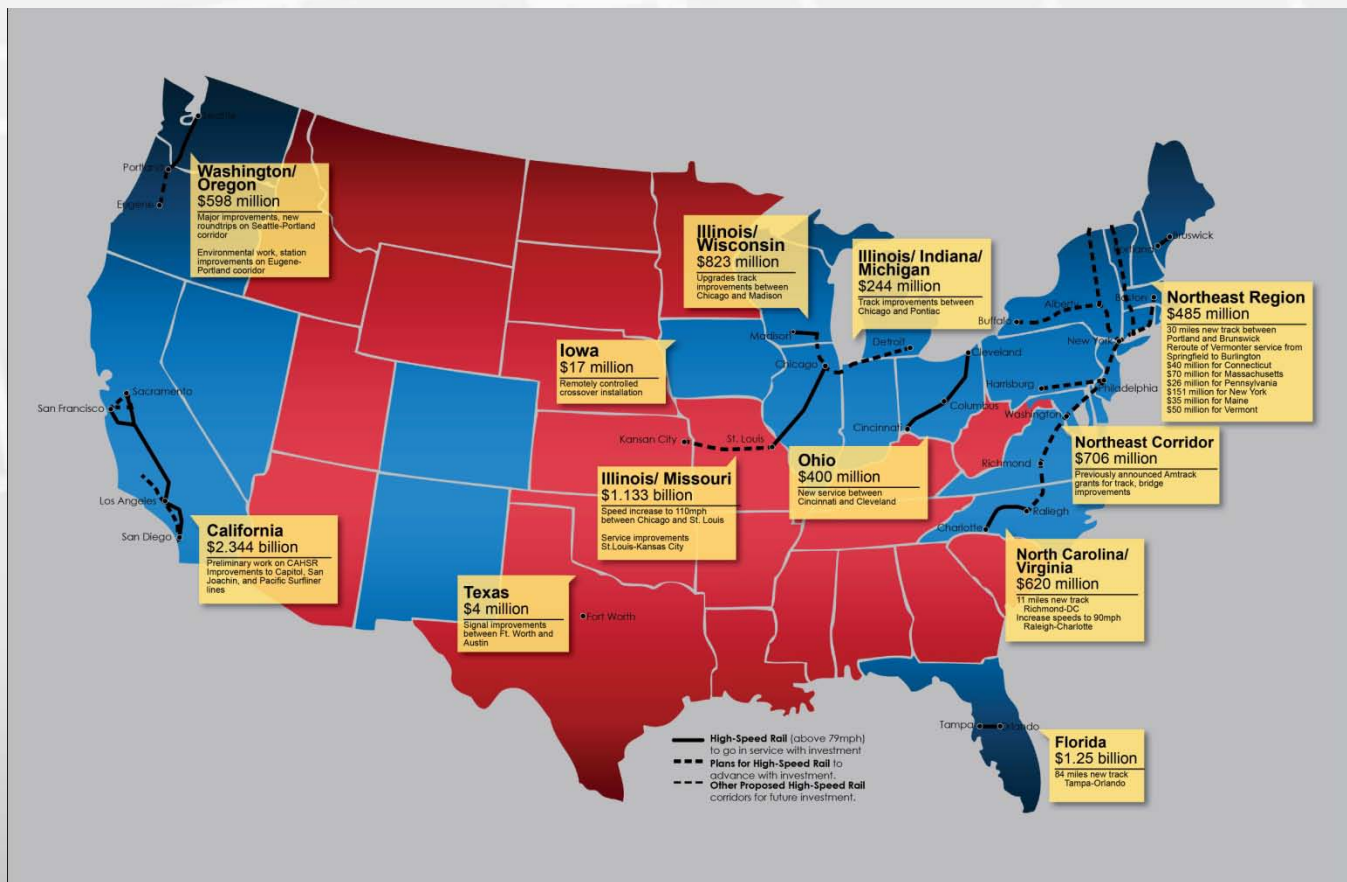 Seattle
Portland
Eugene
Washington/
Oregon
$598 million
Major improvements, new
roundtrips on Seattle-Portland
corridor
Environmental work, station
improvements on Eugene-
Portland cooridor
Sacramento
San Francisco
Los Angeles
San Diego
California
$2.344 billion
Preliminary work on CAHSR
Improvements to Capitol, San
Joachin, and Pacific Surfliner
lines
Iowa
$17 million
Remotely controlled
crossover installation
Illinois/
Wisconsin
$823 million
Upgrades track
improvements between
Chicago and Madison
Illinois/ Indiana/
Michigan
$244 million
Track improvements between
Chicago and Pontiac
Madison
Chicago
Detroit
Cleveland
Columbus
Cincinnati
Kansan City
St. Louis
Illinois/ Missouri
$1.133 billion
Speed increase to 110mph
between Chicago and St. Louis
Service improvements
St.Louis-Kansas City
Ohio
$400 million
New service between
Cincinnati and Cleveland
Texas
$4 million
Signal improvements
between Ft. Worth and
Austin
Fort Worth
Portland
Bruswick
Boston
Alberty
Buffalo
New York
Harrisburg
Philadelphia
Washington
Richmond
Raliegh
Charlotte
Northeast Region
$485 million
30 miles new track between
Portland and Brunswick
Reroute of Vermonter service from
Springfield to Burlington
$40 million for Connecticut
$70 million for Massachusetts
$26 million for Pennsylvania
$151 million for New York
$35 million for Maine
$50 million for Vermont
Northeast Corridor
$706 million
Previously announced Amtrack
grants for track, bridge
improvements
North Carolina/
Virginia
$620 million
11 miles new track
Richmond-DC
Increase speeds to 90mph
Raleigh-Charlotte
Tampa
Orlando
Florida
$1.25 billion
84 miles new track
Tampa-Orlando
High-Speed Rail (above 79mph)
to go in service with investment
Plans for High-Speed Rail to
advance with investment.
Other Proposed High-Speed Rail
corridors for future investment.